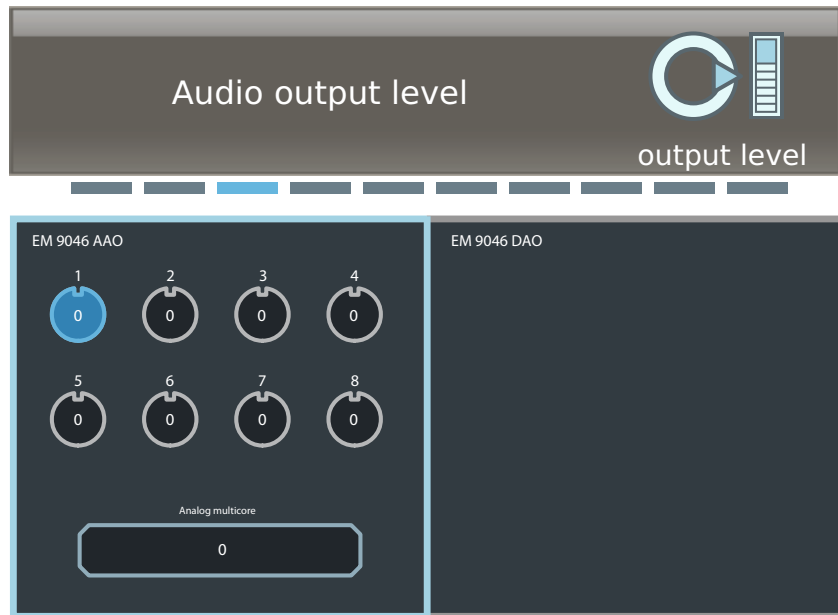 Audio output level
output level
EM 9046 AAO
EM 9046 DAO
1 2 3 4
0 0 0 0
5 6 7 8
0 0 0 0
Analog multicore
0